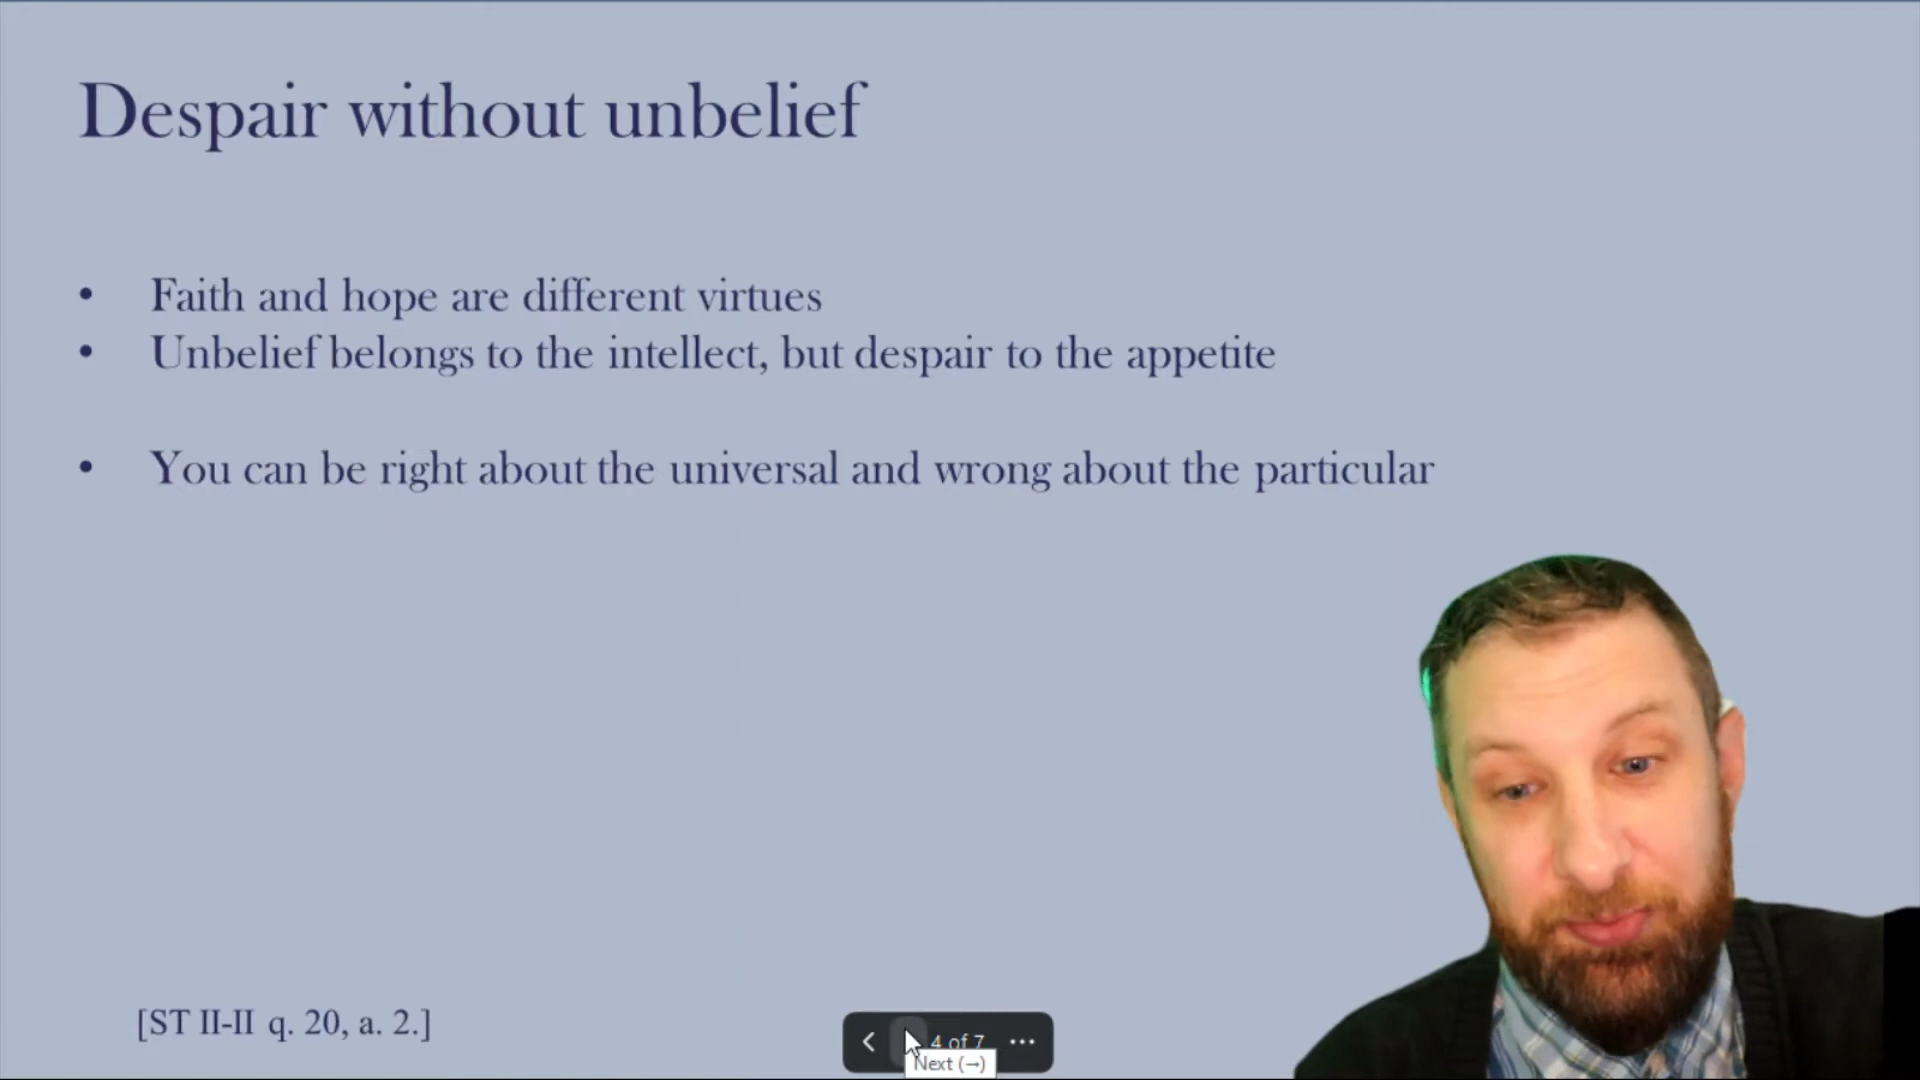 Despair without unbelief
• Faith and hope are different virtues
• Unbelief belongs to the intellect, but despair to the appetite
• You can be right about the universal and wrong about the particular
[ST II-II q. 20, a. 2.]
4 of 7
Next (→)